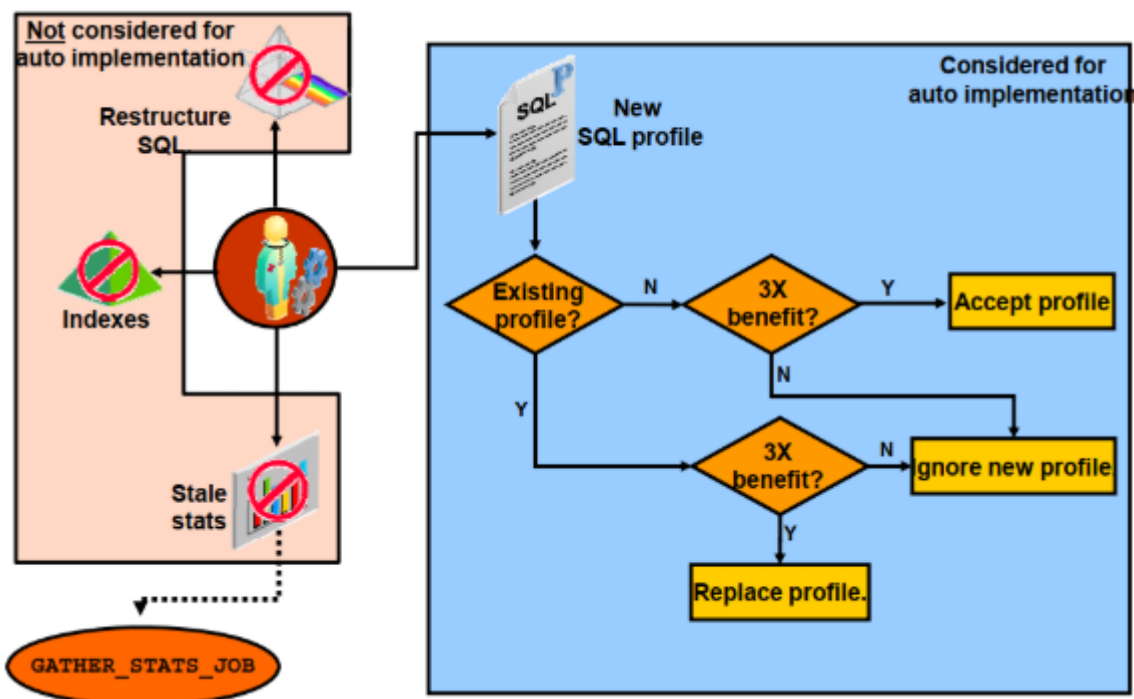 Not considered for
auto implementation
Restructure
SQL
Indexes
Stale
stats
GATHER_STATS_JOB
Considered for
auto implementation
SQL
P
New
SQL profile
Existing
profile?
N
3X
benefit?
Y
Accept profile
N
Y
3X
benefit?
N
Ignore new profile.
Y
Replace profile.